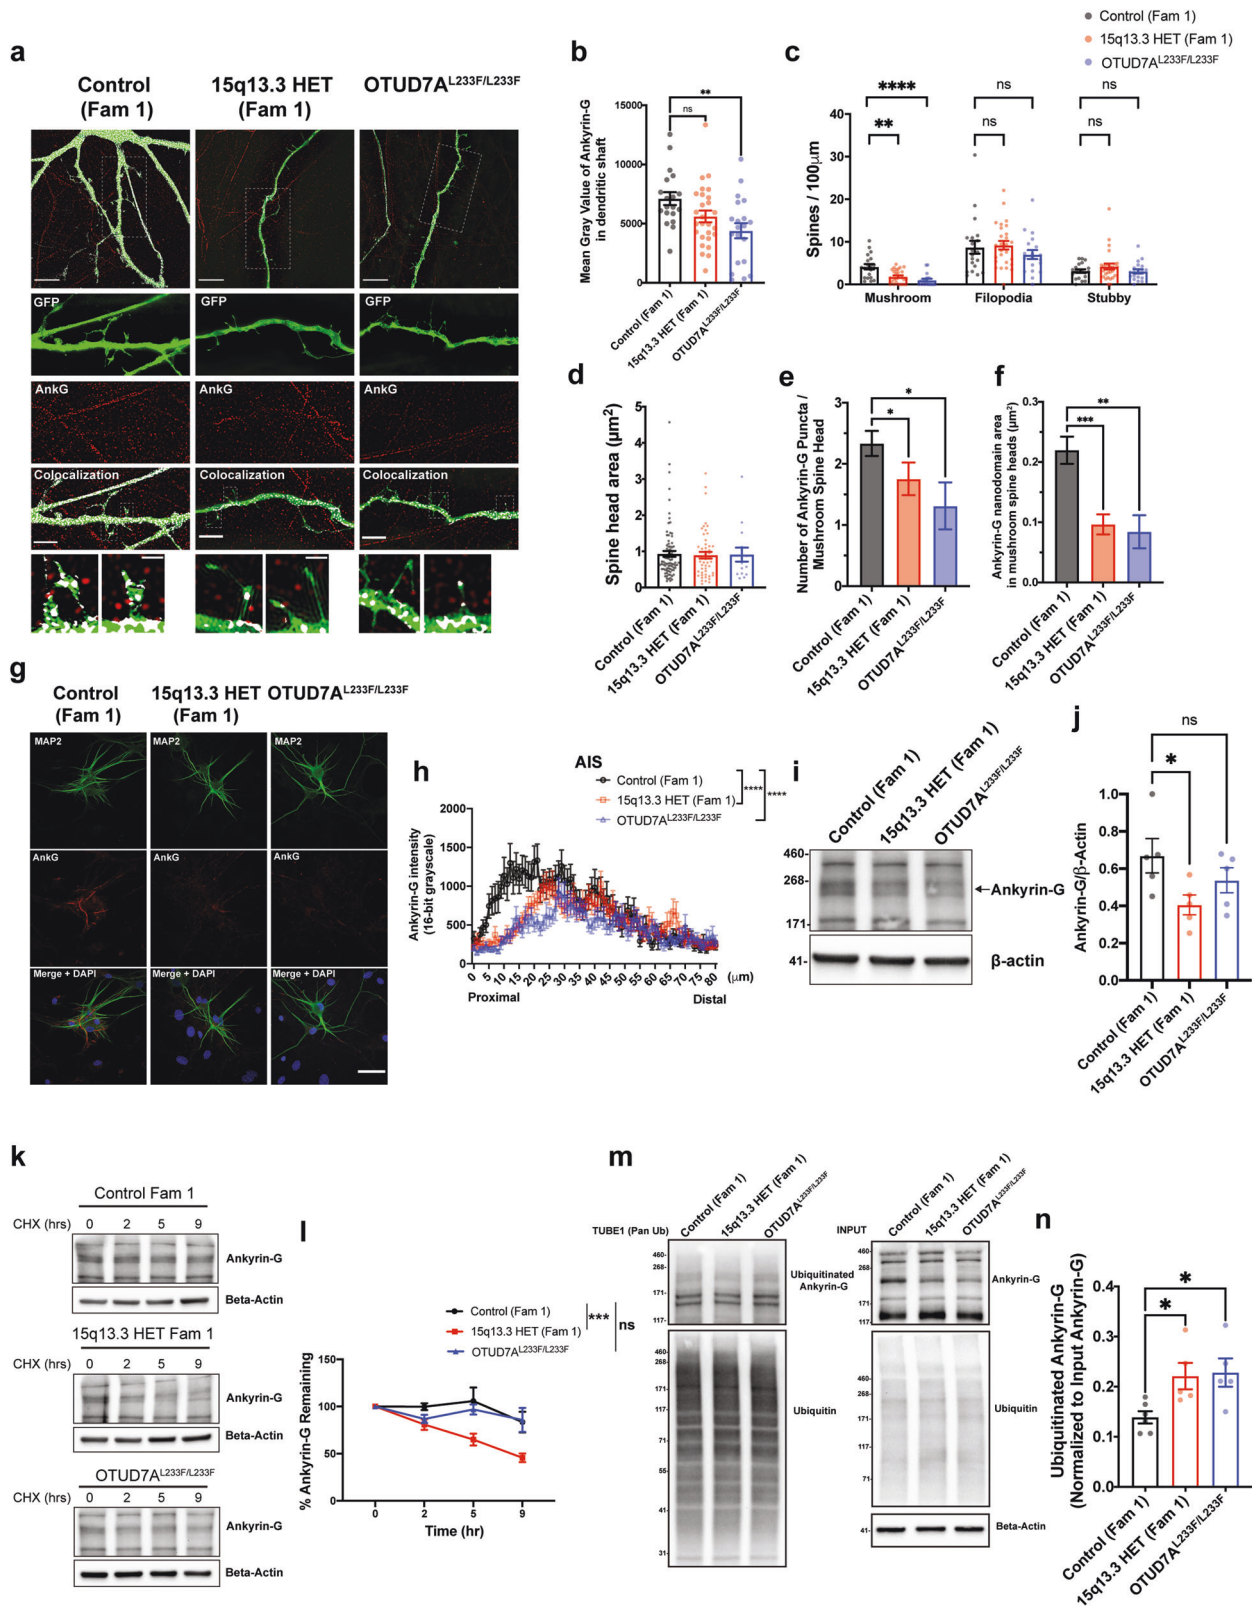 Control (Fam 1)
15q13.3 HET (Fam 1)
OTUD7A^L233F/L233F
a
Control
(Fam 1)
15q13.3 HET
(Fam 1)
OTUD7A^L233F/L233F
GFP
GFP
GFP
AnkG
AnkG
AnkG
Colocalization
Colocalization
Colocalization
b
Mean Gray Value of Ankyrin-G
in dendritic shaft
15000
10000
5000
0
ns
**
Control (Fam 1)
15q13.3 HET (Fam 1)
OTUD7A^L233F/L233F
c
Spines / 100μm
40
30
20
10
0
****
**
ns
ns
ns
ns
Mushroom
Filopodia
Stubby
d
Spine head area (μm²)
5
4
3
2
1
0
Control (Fam 1)
15q13.3 HET (Fam 1)
OTUD7A^L233F/L233F
e
Number of Ankyrin-G Puncta /
Mushroom Spine Head
3
2
1
0
*
*
Control (Fam 1)
15q13.3 HET (Fam 1)
OTUD7A^L233F/L233F
f
Ankyrin-G nanodomain area
in mushroom spine heads (μm²)
0.3
0.2
0.1
0.0
**
***
Control (Fam 1)
15q13.3 HET (Fam 1)
OTUD7A^L233F/L233F
g
Control
(Fam 1)
15q13.3 HET
(Fam 1)
OTUD7A^L233F/L233F
MAP2
MAP2
MAP2
AnkG
AnkG
AnkG
Merge + DAPI
Merge + DAPI
Merge + DAPI
h
AIS
Control (Fam 1)
15q13.3 HET (Fam 1)
OTUD7A^L233F/L233F
****
****
Ankyrin-G intensity
(16-bit grayscale)
2000
1500
1000
500
0
0 5 10 15 20 25 30 35 40 45 50 55 60 65 70 75 80 (μm)
Proximal
Distal
i
Control (Fam 1)
15q13.3 HET (Fam 1)
OTUD7A^L233F/L233F
460
268
171
41
Ankyrin-G
β-actin
j
Ankyrin-G/β-Actin
1.0
0.8
0.6
0.4
0.2
0.0
ns
*
Control (Fam 1)
15q13.3 HET (Fam 1)
OTUD7A^L233F/L233F
k
Control Fam 1
CHX (hrs) 0 2 5 9
Ankyrin-G
Beta-Actin
15q13.3 HET Fam 1
CHX (hrs) 0 2 5 9
Ankyrin-G
Beta-Actin
OTUD7A^L233F/L233F
CHX (hrs) 0 2 5 9
Ankyrin-G
Beta-Actin
l
Control (Fam 1)
15q13.3 HET (Fam 1)
OTUD7A^L233F/L233F
***
ns
% Ankyrin-G Remaining
150
100
50
0
0 2 5 9
Time (hr)
m
TUBE1 (Pan Ub)
Control (Fam 1)
15q13.3 HET (Fam 1)
OTUD7A^L233F/L233F
460
268
171
117
Ubiquitinated
Ankyrin-G
460
268
171
117
71
55
41
31
Ubiquitin
INPUT
Control (Fam 1)
15q13.3 HET (Fam 1)
OTUD7A^L233F/L233F
460
268
171
117
Ankyrin-G
460
268
171
117
71
Ubiquitin
41
Beta-Actin
n
Ubiquitinated Ankyrin-G
(Normalized to Input Ankyrin-G)
0.4
0.3
0.2
0.1
0.0
*
*
Control (Fam 1)
15q13.3 HET (Fam 1)
OTUD7A^L233F/L233F